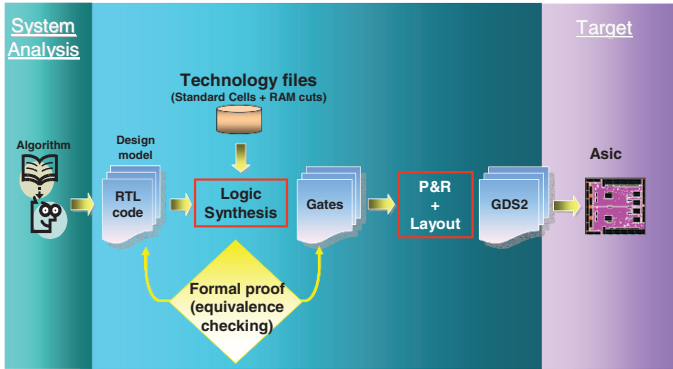 System
Analysis
Target
Technology files
(Standard Cells + RAM cuts)
Algorithm
Design
model
Asic
RTL
code
Logic
Synthesis
Gates
P&R
+
Layout
GDS2
Formal proof
(equivalence
checking)